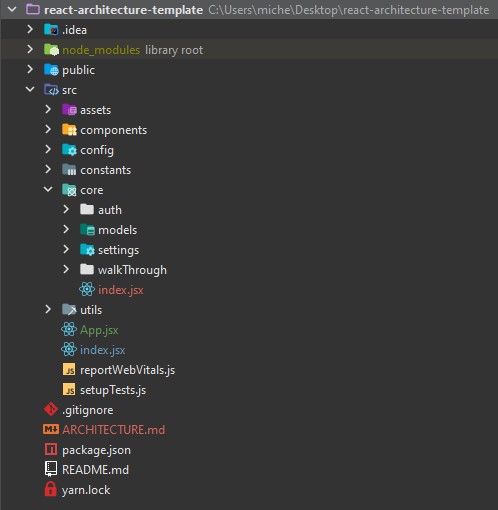 react-architecture-template C:\Users\miche\Desktop\react-architecture-template
.idea
node_modules library root
public
src
assets
components
config
constants
core
auth
models
settings
walkThrough
index.jsx
utils
App.jsx
index.jsx
JS reportWebVitals.js
JS setupTests.js
.gitignore
M↓ ARCHITECTURE.md
package.json
README.md
yarn.lock